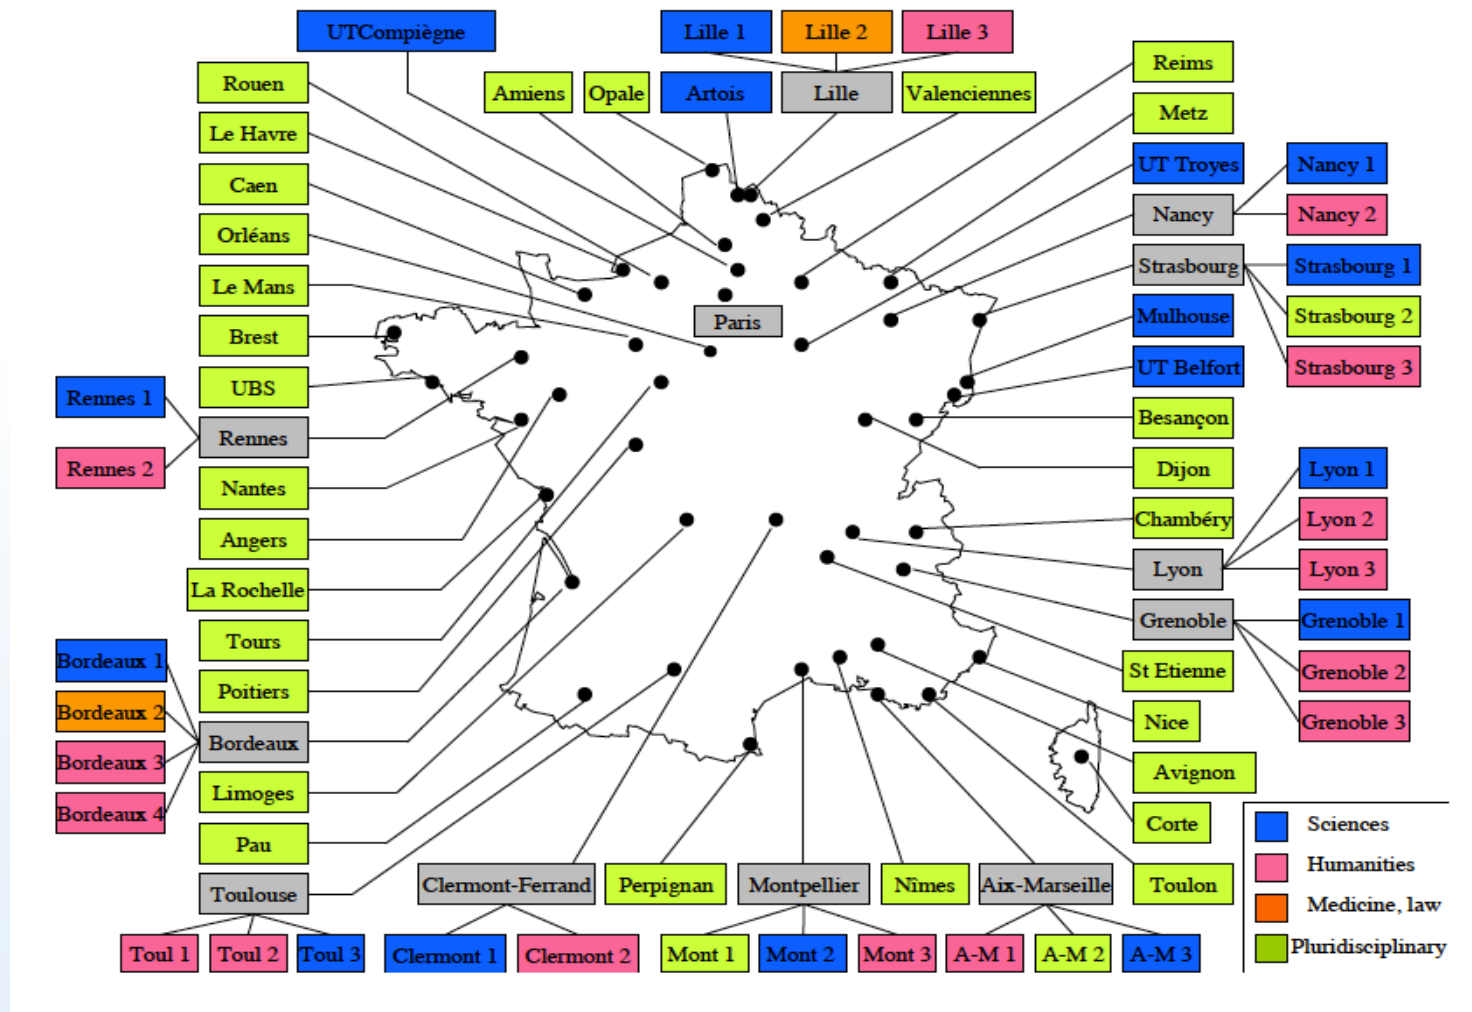 UTCompiègne
Lille 1
Lille 2
Lille 3
Rouen
Amiens
Opale
Artois
Lille
Valenciennes
Reims
Le Havre
Metz
Caen
UT Troyes
Nancy 1
Orléans
Nancy
Nancy 2
Le Mans
Strasbourg
Strasbourg 1
Paris
Brest
Mulhouse
Strasbourg 2
UBS
UT Belfort
Strasbourg 3
Rennes 1
Rennes
Besançon
Rennes 2
Nantes
Dijon
Lyon 1
Angers
Chambéry
Lyon 2
La Rochelle
Lyon
Lyon 3
Tours
Grenoble
Grenoble 1
Bordeaux 1
Poitiers
St Etienne
Grenoble 2
Bordeaux 2
Bordeaux
Nice
Grenoble 3
Bordeaux 3
Limoges
Avignon
Bordeaux 4
Pau
Corte
Toulouse
Clermont-Ferrand
Perpignan
Montpellier
Nîmes
Aix-Marseille
Toulon
Toul 1
Toul 2
Toul 3
Clermont 1
Clermont 2
Mont 1
Mont 2
Mont 3
A-M 1
A-M 2
A-M 3
Sciences
Humanities
Medicine, law
Pluridisciplinary